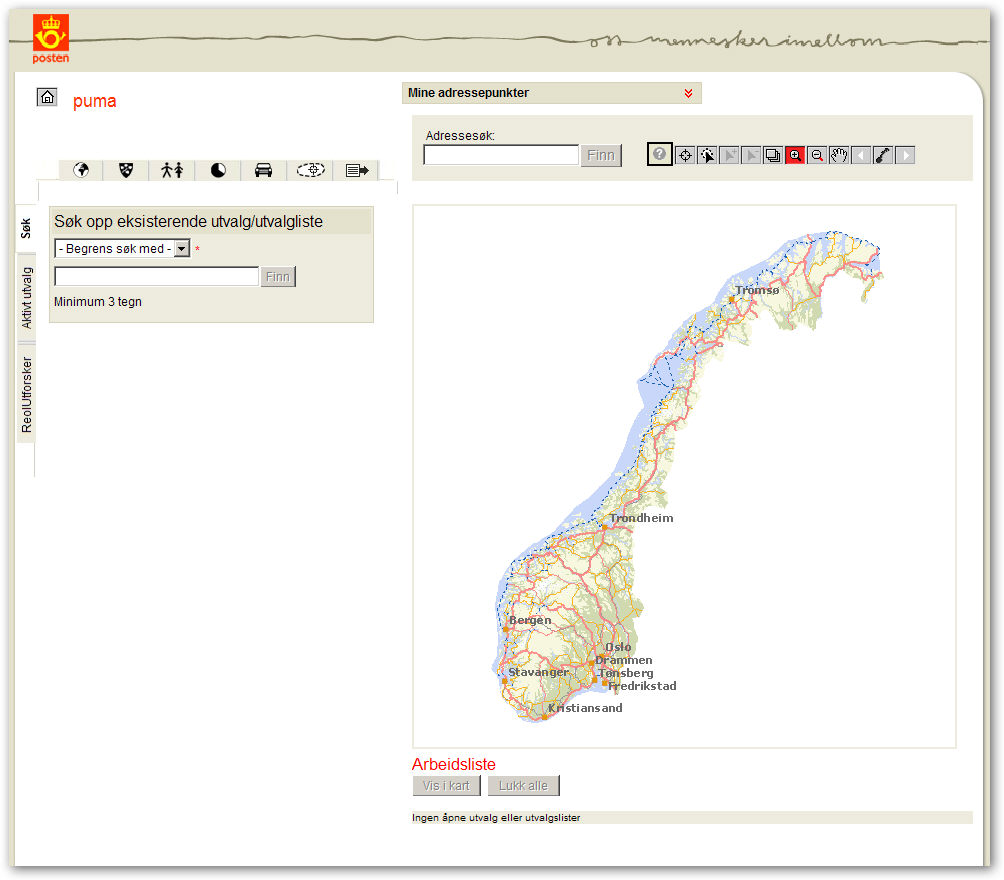 posten
oss mennesker imellom
puma
Mine adressepunkter
Adressesøk:
Finn
Søk
Aktivt utvalg
ReolUtforsker
Søk opp eksisterende utvalg/utvalgliste
- Begrens søk med - *
Finn
Minimum 3 tegn
Tromsø
Trondheim
Bergen
Oslo
Drammen
Stavanger
Tønsberg
Fredrikstad
Kristiansand
Arbeidsliste
Vis i kart
Lukk alle
Ingen åpne utvalg eller utvalgslister